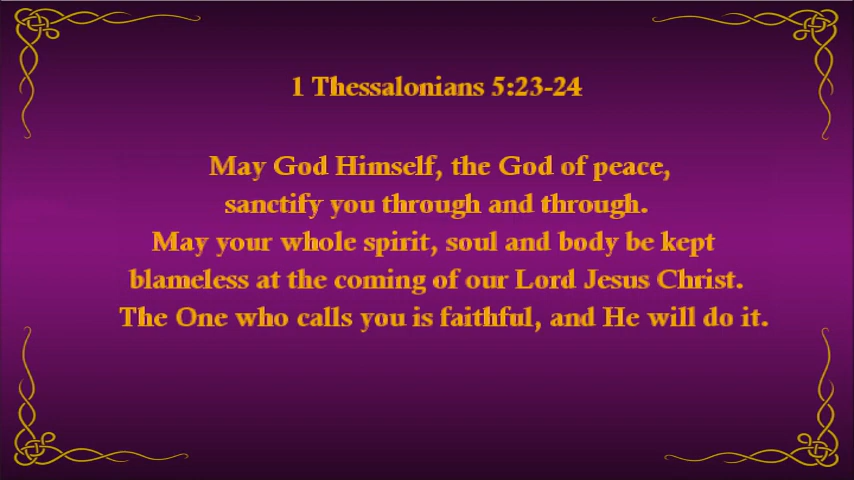 1 Thessalonians 5:23-24
May God Himself, the God of peace,
sanctify you through and through.
May your whole spirit, soul and body be kept
blameless at the coming of our Lord Jesus Christ.
The One who calls you is faithful, and He will do it.